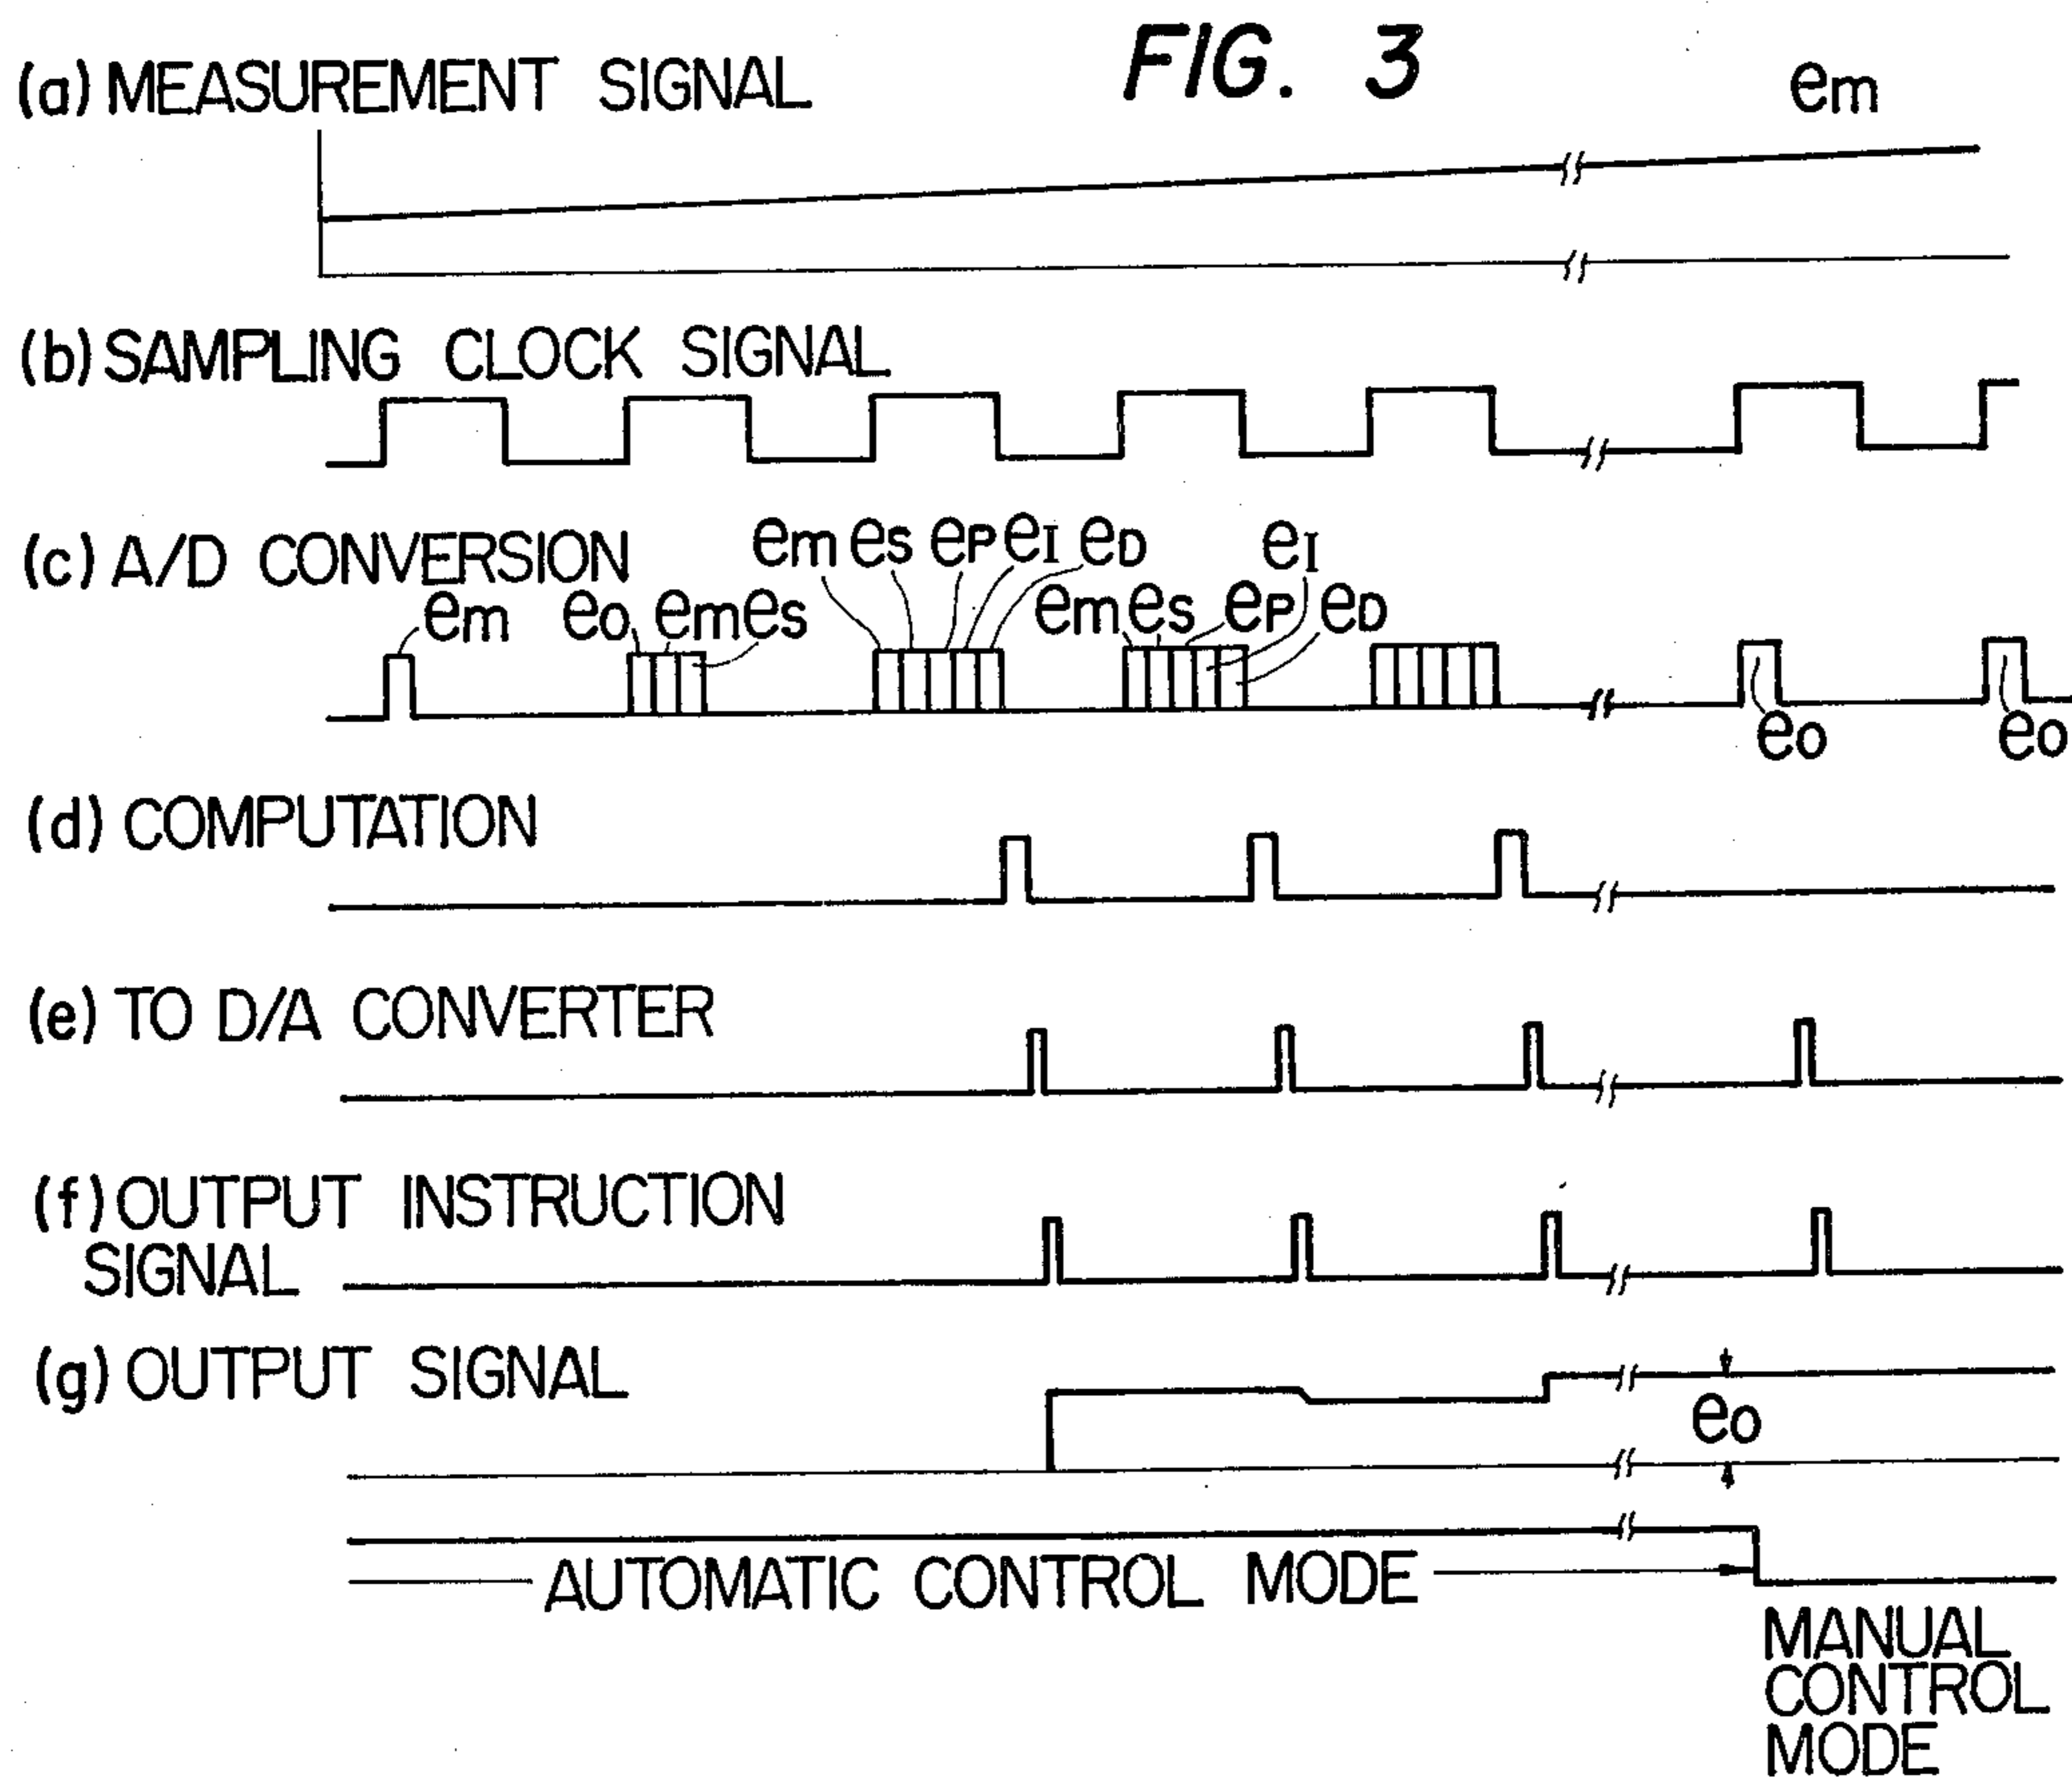 FIG. 3
(a) MEASUREMENT SIGNAL
em
(b) SAMPLING CLOCK SIGNAL
(c) A/D CONVERSION
em es eP eI eD
eI
em eo em es
em es eP eD
eo eo
(d) COMPUTATION
(e) TO D/A CONVERTER
(f) OUTPUT INSTRUCTION
SIGNAL
(g) OUTPUT SIGNAL
eo
AUTOMATIC CONTROL MODE
MANUAL
CONTROL
MODE